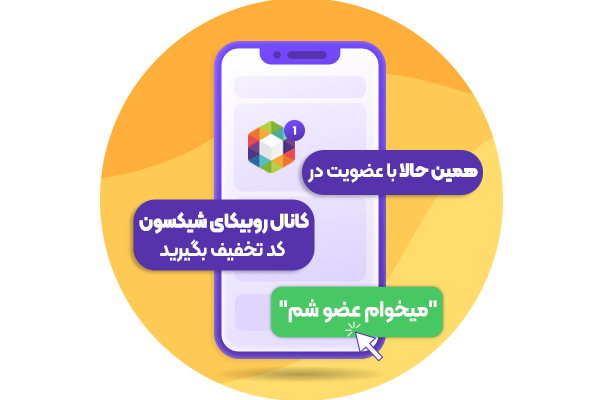 1
همین حالا با عضویت در
کانال روبیکای شیکسون
کد تخفیف بگیرید
"میخوام عضو شم"